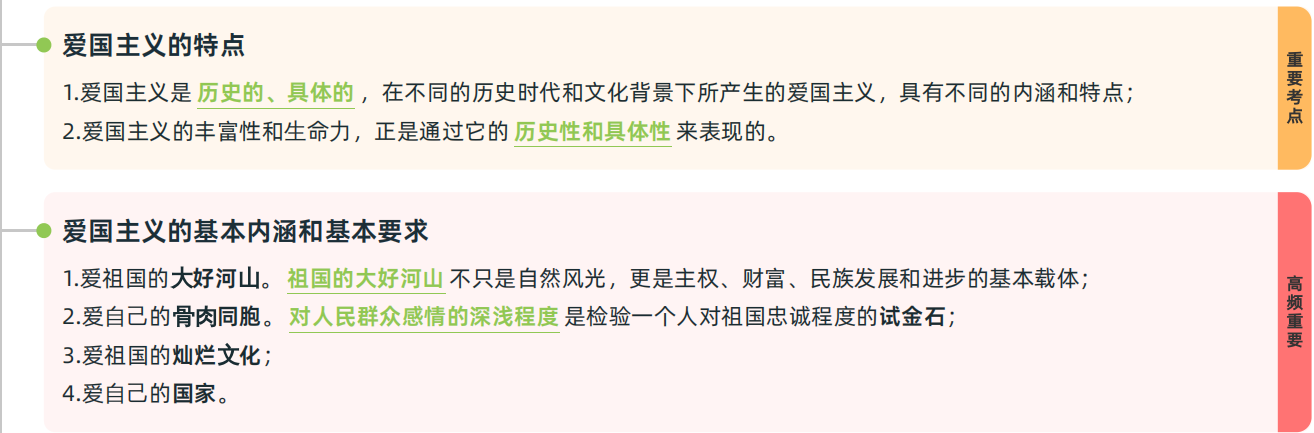 爱国主义的特点
1.爱国主义是 历史的、具体的 ，在不同的历史时代和文化背景下所产生的爱国主义，具有不同的内涵和特点；
2.爱国主义的丰富性和生命力，正是通过它的 历史性和具体性 来表现的。
重要考点
爱国主义的基本内涵和基本要求
1.爱祖国的大好河山。 祖国的大好河山 不只是自然风光，更是主权、财富、民族发展和进步的基本载体；
2.爱自己的骨肉同胞。 对人民群众感情的深浅程度 是检验一个人对祖国忠诚程度的试金石；
3.爱祖国的灿烂文化；
4.爱自己的国家。
高频重要